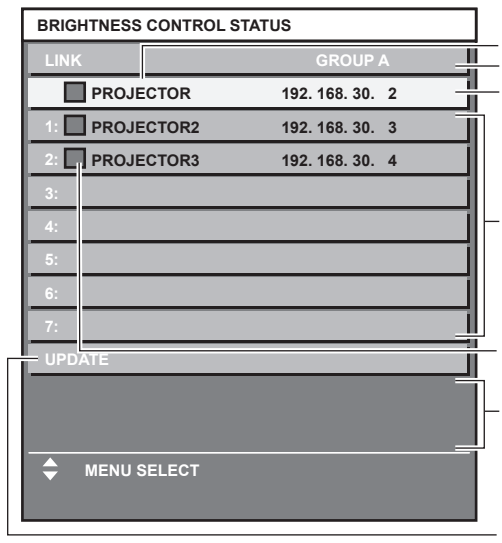 BRIGHTNESS CONTROL STATUS
LINK GROUP A
PROJECTOR 192. 168. 30. 2
1: PROJECTOR2 192. 168. 30. 3
2: PROJECTOR3 192. 168. 30. 4
3:
4:
5:
6:
7:
UPDATE
MENU SELECT